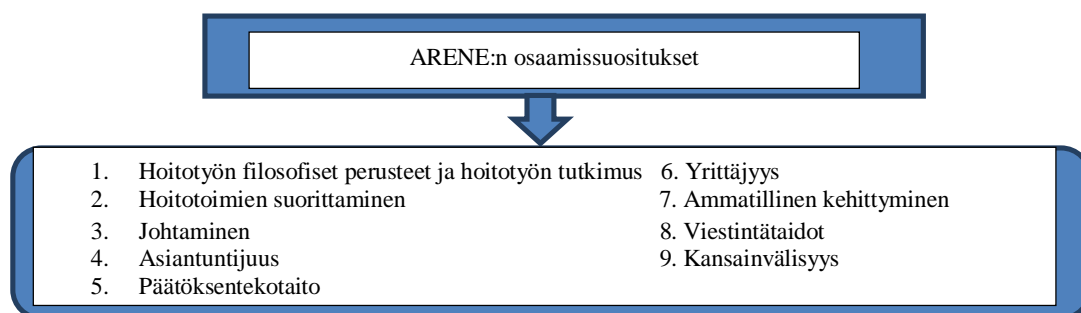 ARENE:n osaamissuositukset
1. Hoitotyön filosofiset perusteet ja hoitotyön tutkimus
2. Hoitotoimien suorittaminen
3. Johtaminen
4. Asiantuntijuus
5. Päätöksentekotaito
6. Yrittäjyys
7. Ammatillinen kehittyminen
8. Viestintätaidot
9. Kansainvälisyys